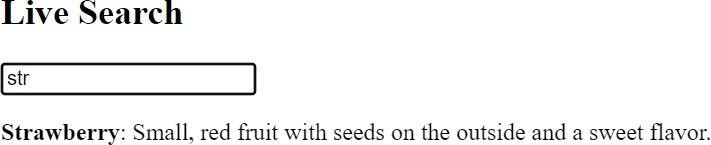 Live Search
str
Strawberry: Small, red fruit with seeds on the outside and a sweet flavor.